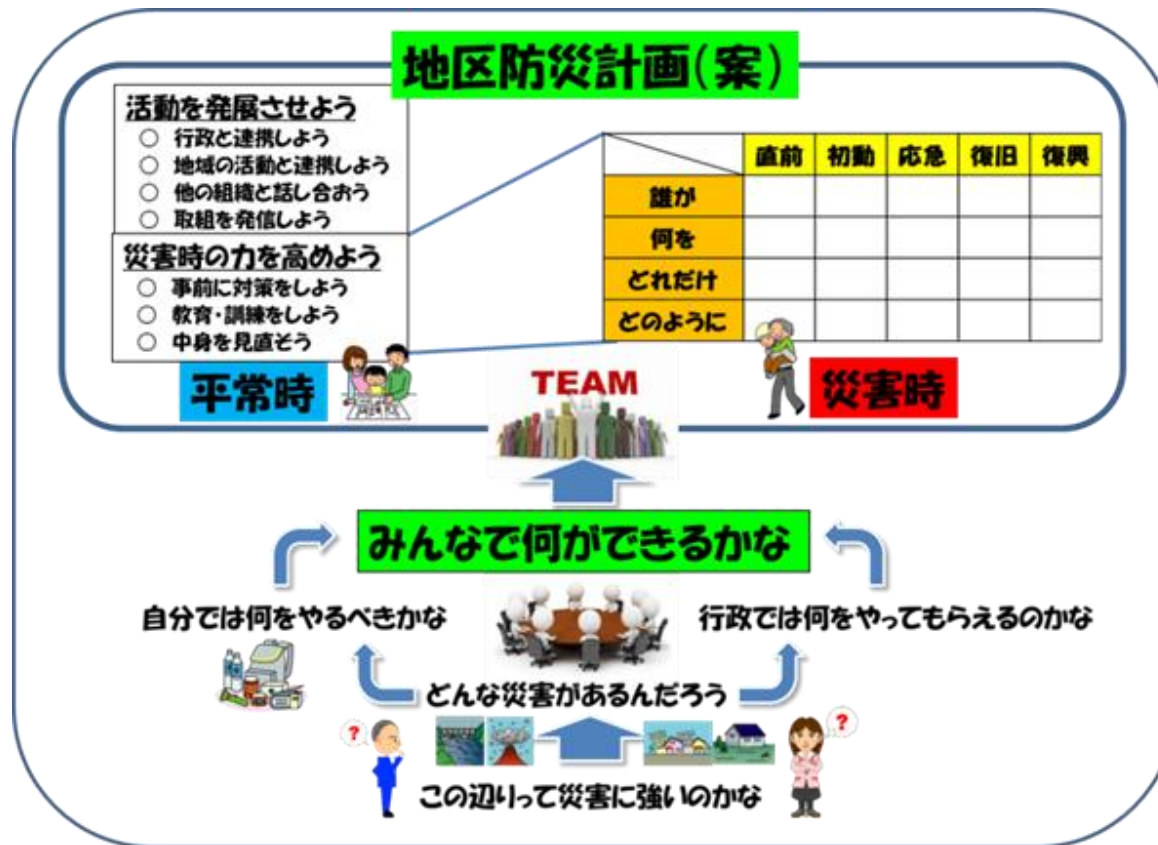 地区防災計画(案)
活動を発展させよう
○ 行政と連携しよう
○ 地域の活動と連携しよう
○ 他の組織と話し合おう
○ 取組を発信しよう
災害時の力を高めよう
○ 事前に対策をしよう
○ 教育・訓練をしよう
○ 中身を見直そう
平常時
直前 初動 応急 復旧 復興
誰が
何を
どれだけ
どのように
災害時
TEAM
みんなで何ができるかな
自分では何をやるべきかな
行政では何をやってもらえるのかな
どんな災害があるんだろう
?
?
この辺りって災害に強いのかな